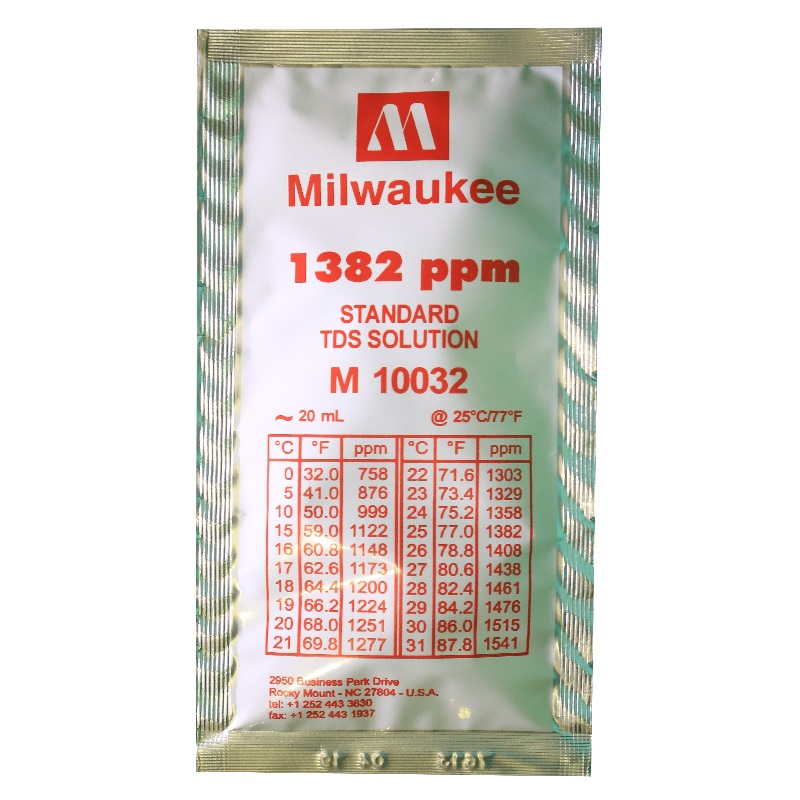 M
Milwaukee
1382 ppm
STANDARD
TDS SOLUTION
M 10032
~ 20 mL @ 25°C/77°F
°C °F ppm °C °F ppm
0 32.0 758 22 71.6 1303
5 41.0 876 23 73.4 1329
10 50.0 999 24 75.2 1358
15 59.0 1122 25 77.0 1382
16 60.8 1148 26 78.8 1408
17 62.6 1173 27 80.6 1438
18 64.4 1200 28 82.4 1461
19 66.2 1224 29 84.2 1476
20 68.0 1251 30 86.0 1515
21 69.8 1277 31 87.8 1541
2950 Business Park Drive
Rocky Mount - NC 27804 - U.S.A.
tel: +1 252 443 3630
fax: +1 252 443 1937